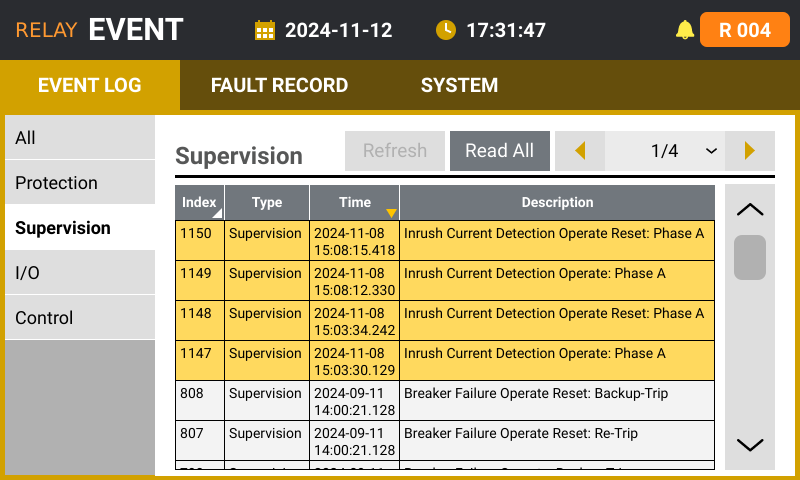 RELAY EVENT 2024-11-12 17:31:47 R 004
EVENT LOG FAULT RECORD SYSTEM
All
Protection
Supervision
I/O
Control
Supervision Refresh Read All 1/4
Index Type Time Description
1150 Supervision 2024-11-08 Inrush Current Detection Operate Reset: Phase A
15:08:15.418
1149 Supervision 2024-11-08 Inrush Current Detection Operate: Phase A
15:08:12.330
1148 Supervision 2024-11-08 Inrush Current Detection Operate Reset: Phase A
15:03:34.242
1147 Supervision 2024-11-08 Inrush Current Detection Operate: Phase A
15:03:30.129
808 Supervision 2024-09-11 Breaker Failure Operate Reset: Backup-Trip
14:00:21.128
807 Supervision 2024-09-11 Breaker Failure Operate Reset: Re-Trip
14:00:21.128